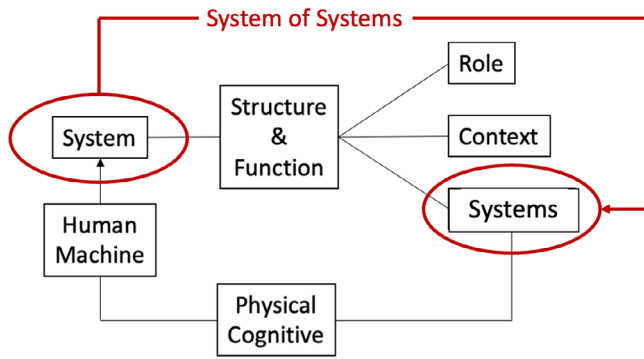 System of Systems
Role
Structure
&
Function
System
Context
Systems
Human
Machine
Physical
Cognitive